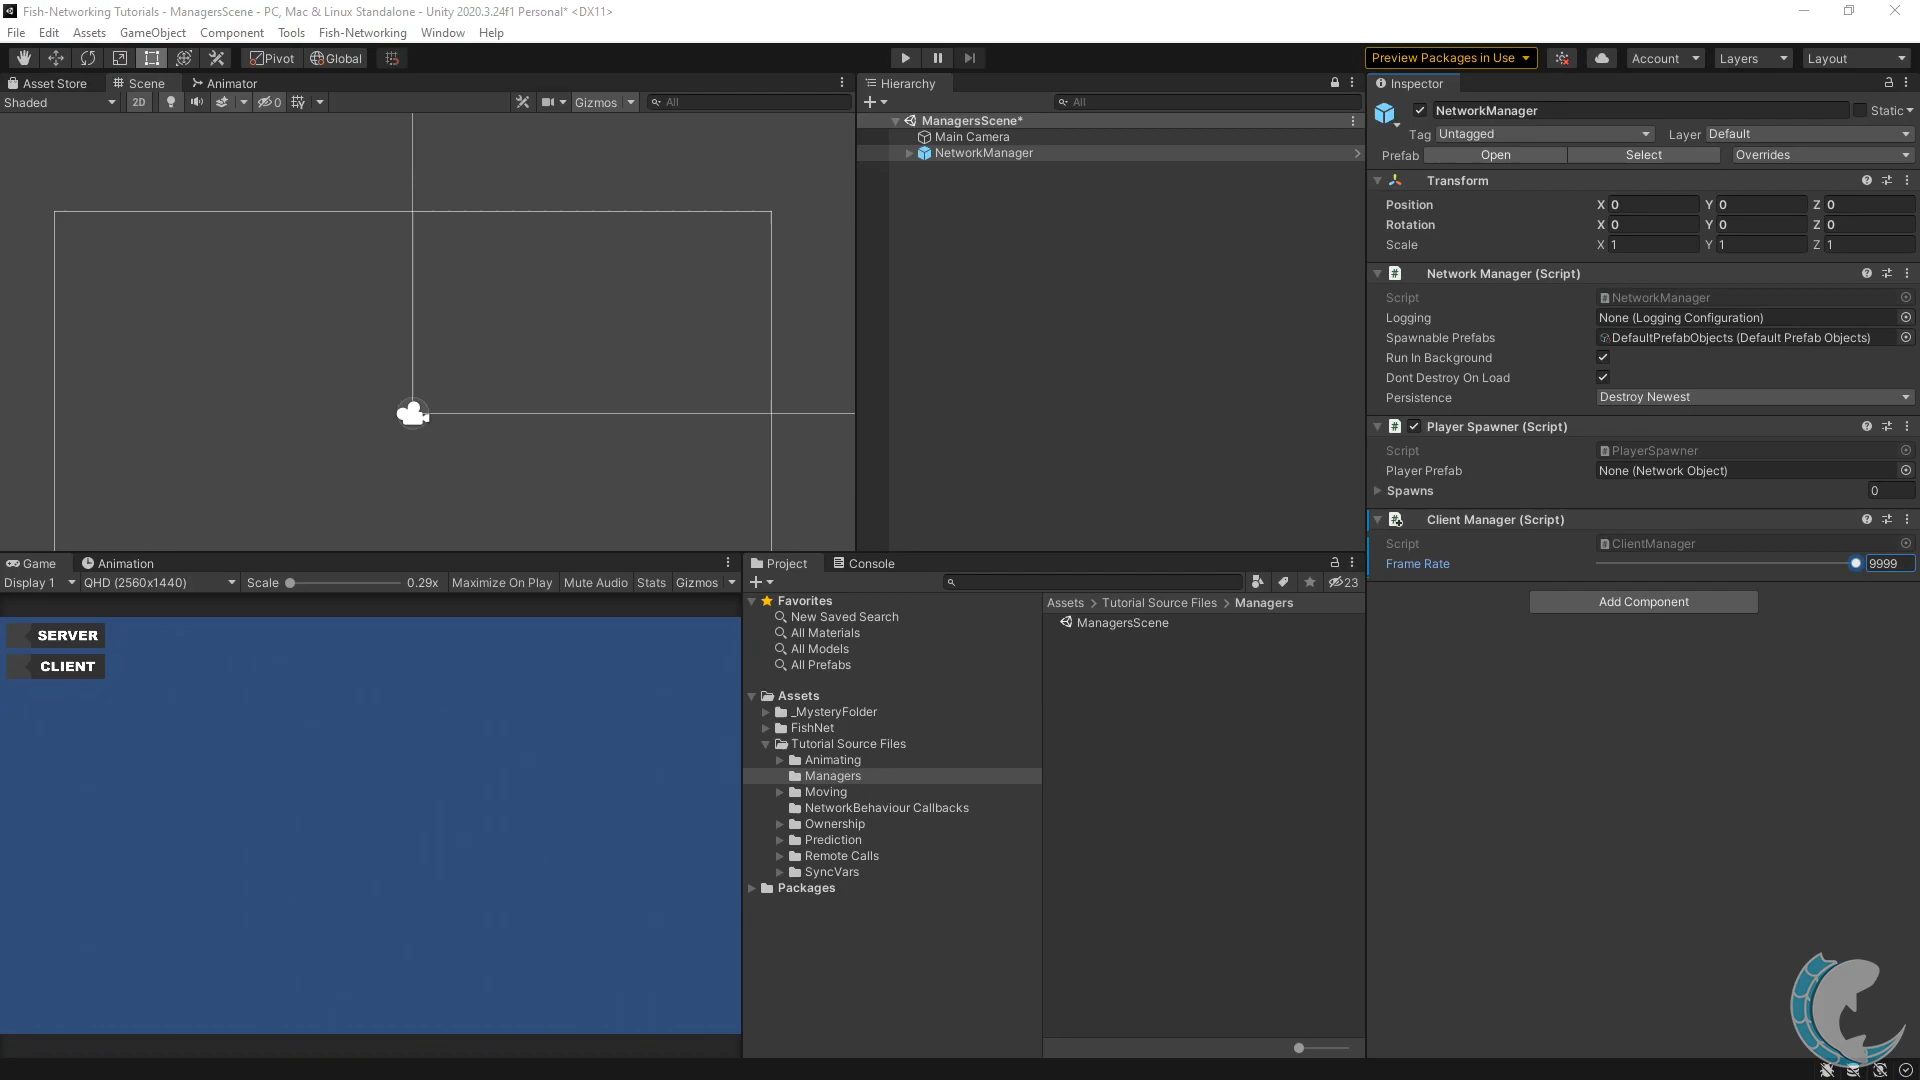 Fish-Networking Tutorials - ManagersScene - PC, Mac & Linux Standalone - Unity 2020.3.24f1 Personal* <DX11>
File Edit Assets GameObject Component Tools Fish-Networking Window Help
Pivot Global Preview Packages in Use Account Layers Layout
Asset Store Scene Animator
Shaded 2D 0 Gizmos All
Hierarchy
All
ManagersScene*
Main Camera
NetworkManager
Inspector
NetworkManager Static
Tag Untagged Layer Default
Prefab Open Select Overrides
Transform
Position X 0 Y 0 Z 0
Rotation X 0 Y 0 Z 0
Scale X 1 Y 1 Z 1
Network Manager (Script)
Script NetworkManager
Logging None (Logging Configuration)
Spawnable Prefabs DefaultPrefabObjects (Default Prefab Objects)
Run In Background
Dont Destroy On Load
Persistence Destroy Newest
Player Spawner (Script)
Script PlayerSpawner
Player Prefab None (Network Object)
Spawns 0
Client Manager (Script)
Script ClientManager
Frame Rate 9999
Add Component
Game Animation
Display 1 QHD (2560x1440) Scale 0.29x Maximize On Play Mute Audio Stats Gizmos
SERVER
CLIENT
Project Console
23
Favorites
New Saved Search
All Materials
All Models
All Prefabs
Assets
_MysteryFolder
FishNet
Tutorial Source Files
Animating
Managers
Moving
NetworkBehaviour Callbacks
Ownership
Prediction
Remote Calls
SyncVars
Packages
Assets > Tutorial Source Files > Managers
ManagersScene